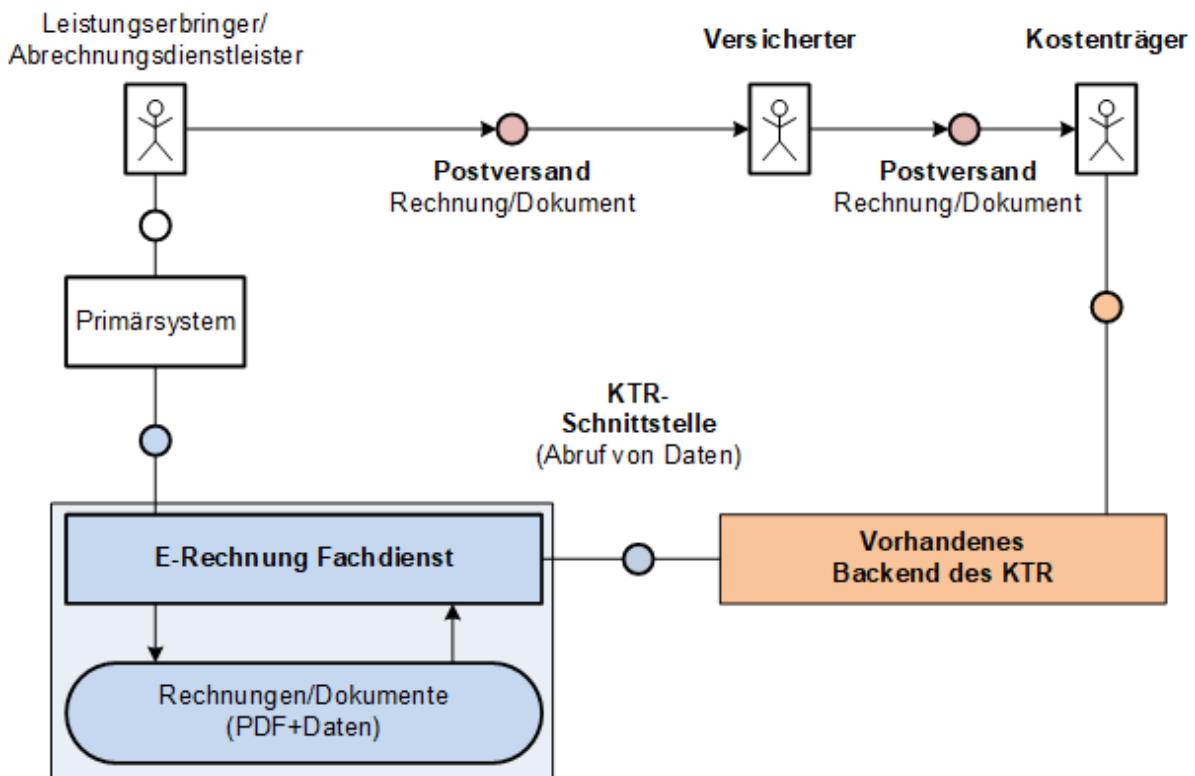 Leistungserbringer/
Abrechnungsdienstleister
Versicherter
Kostenträger
Postversand
Rechnung/Dokument
Postversand
Rechnung/Dokument
Primärsystem
KTR-
Schnittstelle
(Abruf von Daten)
E-Rechnung Fachdienst
Vorhandenes
Backend des KTR
Rechnungen/Dokumente
(PDF+Daten)